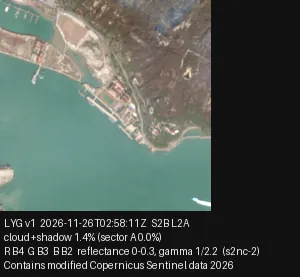 LYG v1 2026-11-26T02:58:11Z S2B L2A
cloud+shadow 1.4% (sector A 0.0%)
R B4 G B3 B B2 reflectance 0-0.3, gamma 1/2.2 (s2nc-2)
Contains modified Copernicus Sentinel data 2026